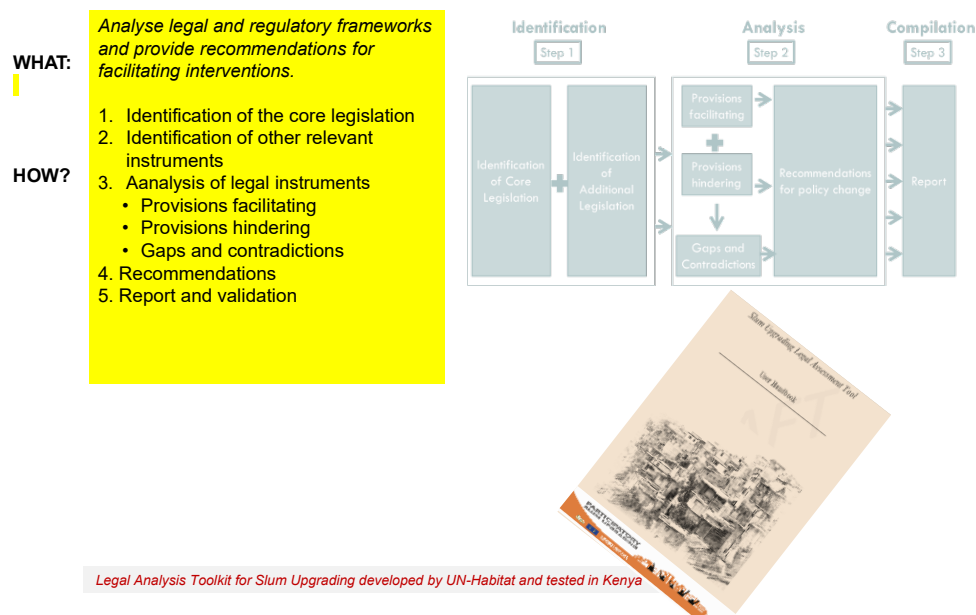 WHAT:
Analyse legal and regulatory frameworks
and provide recommendations for
facilitating interventions.
HOW?
1. Identification of the core legislation
2. Identification of other relevant
instruments
3. Aanalysis of legal instruments
• Provisions facilitating
• Provisions hindering
• Gaps and contradictions
4. Recommendations
5. Report and validation
Identification
Step 1
Analysis
Step 2
Compilation
Step 3
Identification
of Core
Legislation
Identification
of
Additional
Legislation
Provisions
facilitating
Provisions
hindering
Gaps and
Contradictions
Recommendations
for policy change
Report
Slum Upgrading Legal Assessment Tool
User Handbook
PARTICIPATORY
SLUM UPGRADING
Legal Analysis Toolkit for Slum Upgrading developed by UN-Habitat and tested in Kenya